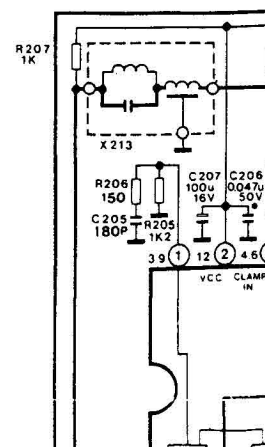 R207
1K
X213
R206
150
C205
180P
R205
1K2
C207
100u
16V
C206
0.047u
50V
3.9 1 12 2 4.6
VCC CLAMP
IN